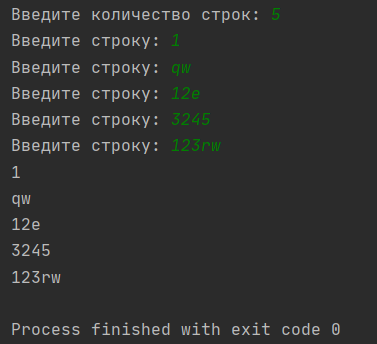 Введите количество строк: 5
Введите строку: 1
Введите строку: qw
Введите строку: 12e
Введите строку: 3245
Введите строку: 123rw
1
qw
12e
3245
123rw
Process finished with exit code 0